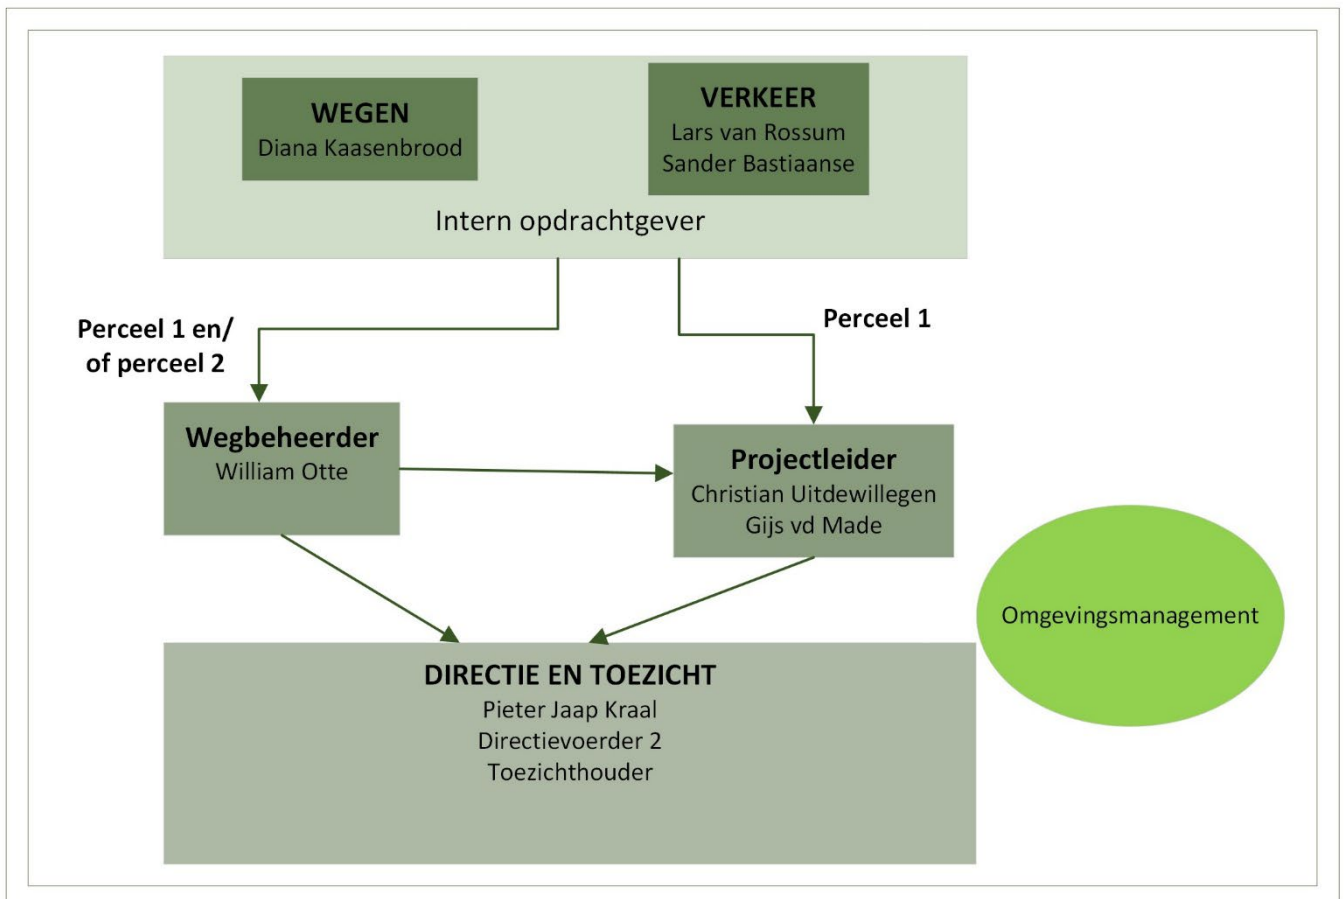 WEGEN
Diana Kaasenbrood
VERKEER
Lars van Rossum
Sander Bastiaanse
Intern opdrachtgever
Perceel 1 en/
of perceel 2
Perceel 1
Wegbeheerder
William Otte
Projectleider
Christian Uitdewillegen
Gijs vd Made
Omgevingsmanagement
DIRECTIE EN TOEZICHT
Pieter Jaap Kraal
Directievoerder 2
Toezichthouder